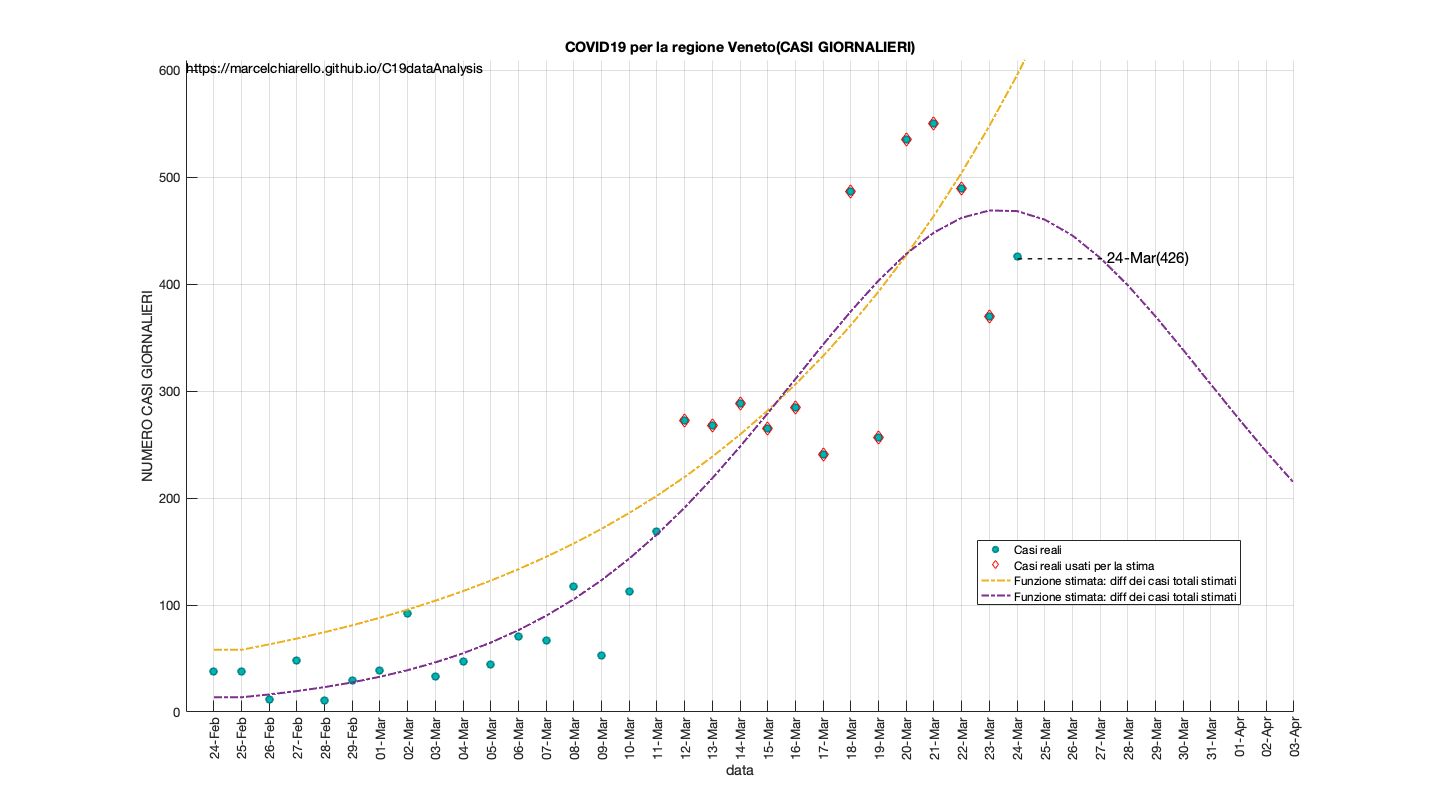 COVID19 per la regione Veneto(CASI GIORNALIERI)
https://marcelchiarello.github.io/C19dataAnalysis
NUMERO CASI GIORNALIERI
600
500
400
300
200
100
0
24-Mar(426)
Casi reali
Casi reali usati per la stima
Funzione stimata: diff dei casi totali stimati
Funzione stimata: diff dei casi totali stimati
24-Feb
25-Feb
26-Feb
27-Feb
28-Feb
29-Feb
01-Mar
02-Mar
03-Mar
04-Mar
05-Mar
06-Mar
07-Mar
08-Mar
09-Mar
10-Mar
11-Mar
12-Mar
13-Mar
14-Mar
15-Mar
16-Mar
17-Mar
18-Mar
19-Mar
20-Mar
21-Mar
22-Mar
23-Mar
24-Mar
25-Mar
26-Mar
27-Mar
28-Mar
29-Mar
30-Mar
31-Mar
01-Apr
02-Apr
03-Apr
data